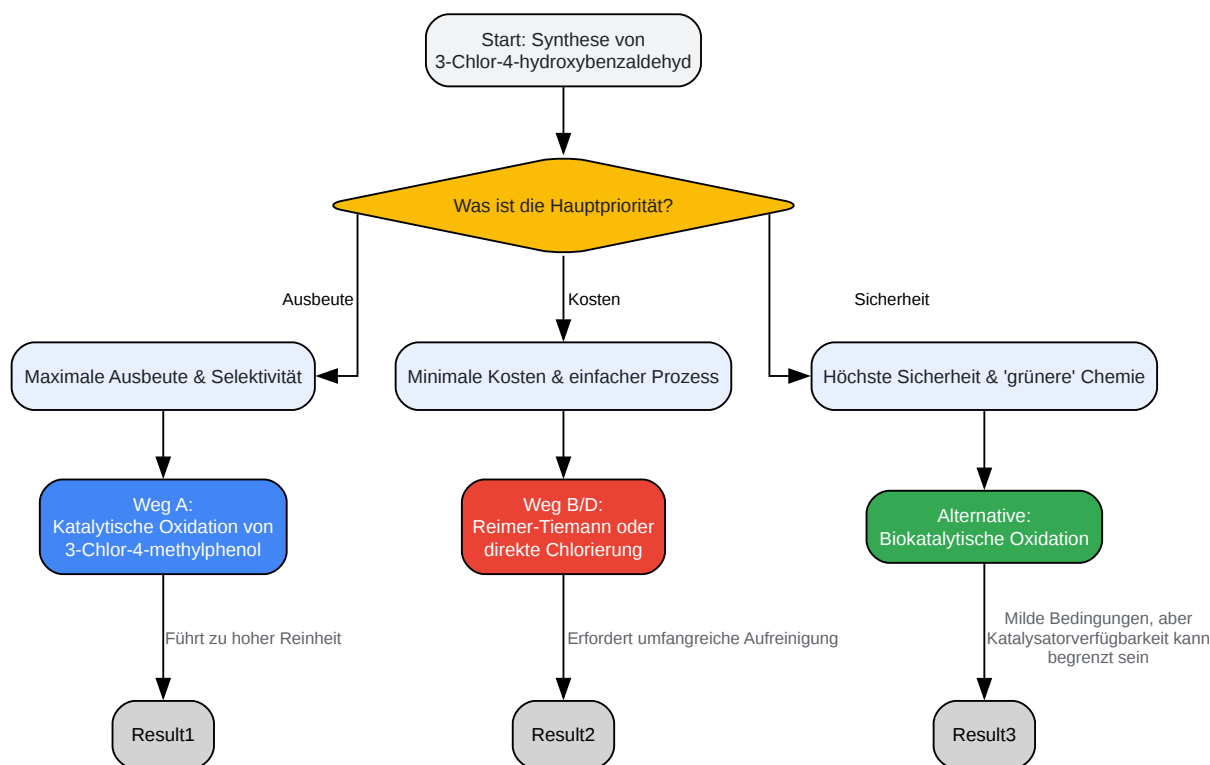 Start: Synthese von
3-Chlor-4-hydroxybenzaldehyd
Was ist die Hauptpriorität?
Ausbeute
Kosten
Sicherheit
Maximale Ausbeute & Selektivität
Minimale Kosten & einfacher Prozess
Höchste Sicherheit & 'grünere' Chemie
Weg A:
Katalytische Oxidation von
3-Chlor-4-methylphenol
Weg B/D:
Reimer-Tiemann oder
direkte Chlorierung
Alternative:
Biokatalytische Oxidation
Führt zu hoher Reinheit
Erfordert umfangreiche Aufreinigung
Milde Bedingungen, aber
Katalysatorverfügbarkeit kann
begrenzt sein
Result1
Result2
Result3